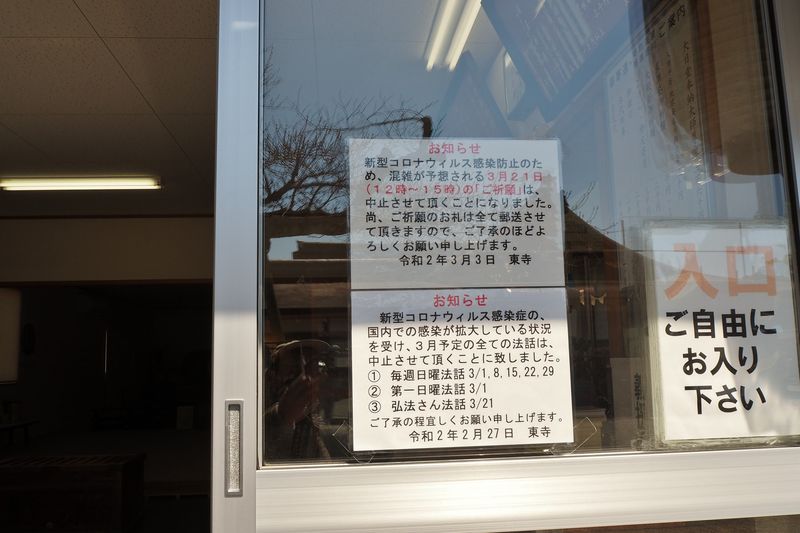 お知らせ
新型コロナウィルス感染防止のた
め、混雑が予想される3月21日
(12時～15時)の「ご祈願」は、
中止させて頂くことになりました。
尚、ご祈願のお札は全て郵送させ
て頂きますので、ご了承のほどよ
ろしくお願い申し上げます。
令和2年3月3日 東寺
お知らせ
新型コロナウィルス感染症の、
国内での感染が拡大している状況
を受け、3月予定の全ての法話は、
中止させて頂くことに致しました。
① 毎週日曜法話 3/1,8,15,22,29
② 第一日曜法話 3/1
③ 弘法さん法話 3/21
ご了承の程宜しくお願い申し上げます。
令和2年2月27日 東寺
入口
ご自由に
お入り
下さい
ご案内